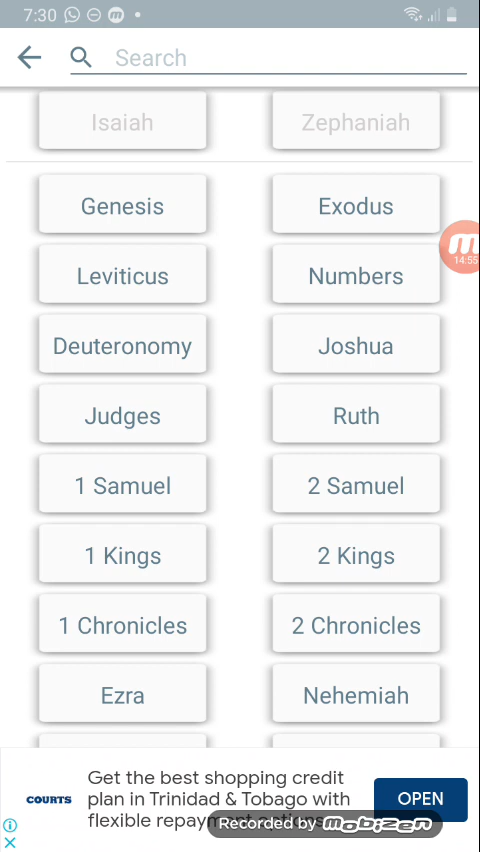 7:30
Search
Isaiah Zephaniah
Genesis Exodus
14:55
Leviticus Numbers
Deuteronomy Joshua
Judges Ruth
1 Samuel 2 Samuel
1 Kings 2 Kings
1 Chronicles 2 Chronicles
Ezra Nehemiah
Get the best shopping credit
COURTS plan in Trinidad & Tobago with OPEN
flexible repayment options
Recorded by mobizen